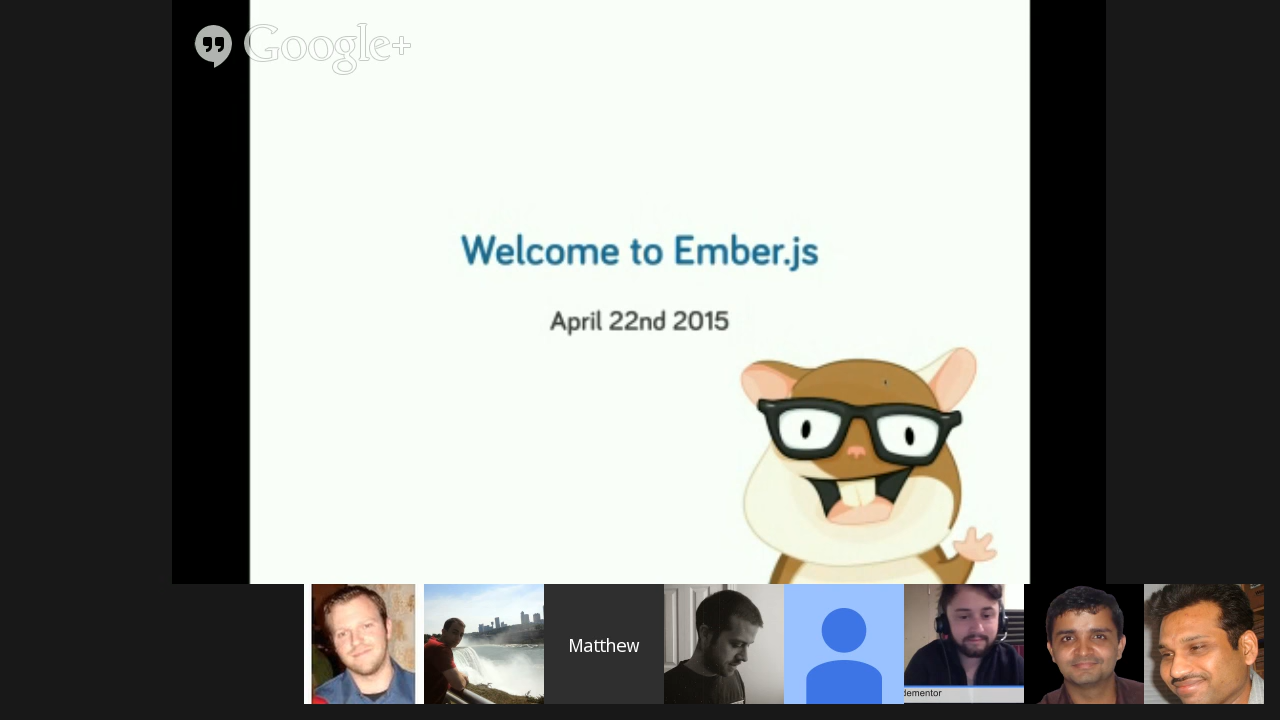 Google+
Welcome to Ember.js
April 22nd 2015
Matthew
dementor